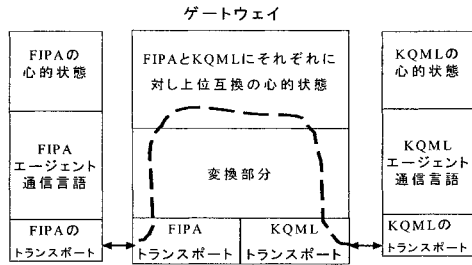 ゲートウェイ
FIPAの
心的状態
FIPA
エージェント
通信言語
FIPAの
トランスポート
FIPAとKQMLにそれぞれに
対し上位互換の心的状態
変換部分
FIPA
トランスポート
KQML
トランスポート
KQMLの
心的状態
KQML
エージェント
通信言語
KQMLの
トランスポート